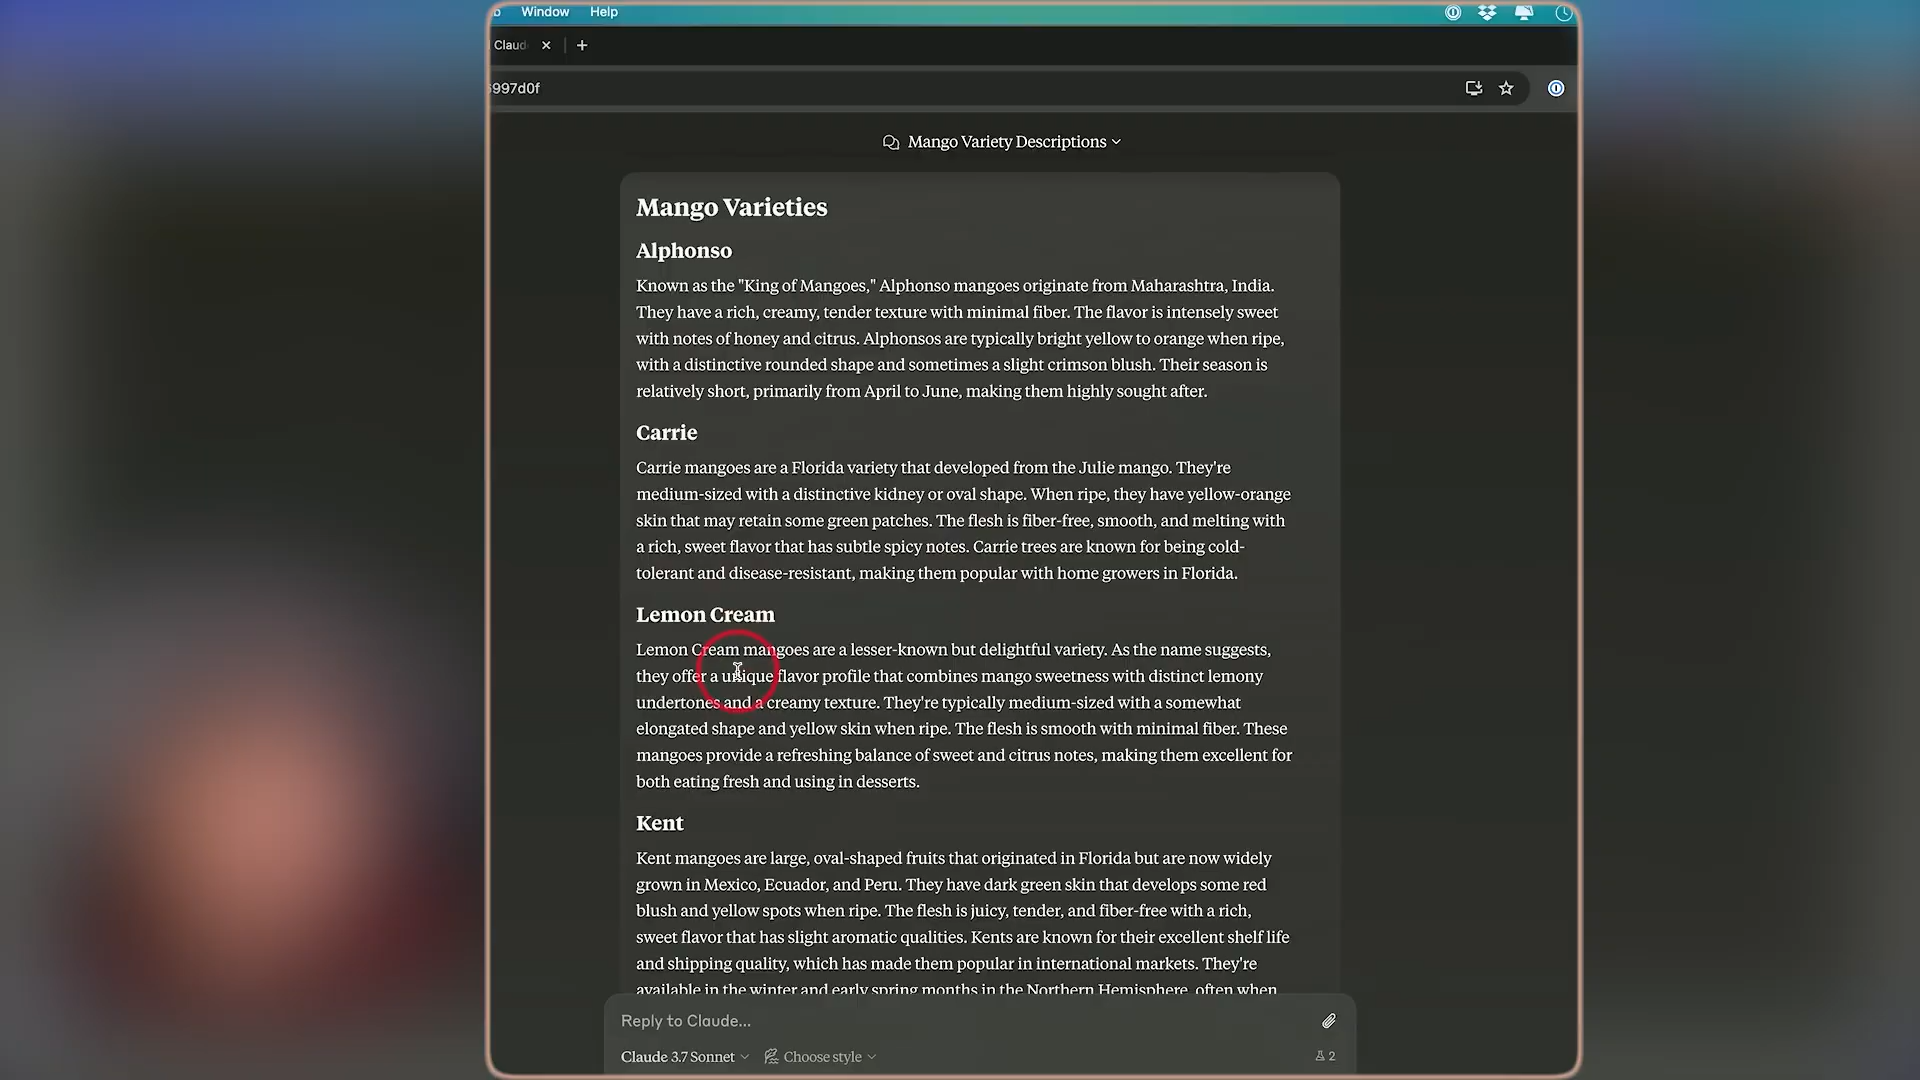 Window Help
Claud
997d0f
Mango Variety Descriptions
Mango Varieties
Alphonso
Known as the "King of Mangoes," Alphonso mangoes originate from Maharashtra, India.
They have a rich, creamy, tender texture with minimal fiber. The flavor is intensely sweet
with notes of honey and citrus. Alphonsos are typically bright yellow to orange when ripe,
with a distinctive rounded shape and sometimes a slight crimson blush. Their season is
relatively short, primarily from April to June, making them highly sought after.
Carrie
Carrie mangoes are a Florida variety that developed from the Julie mango. They're
medium-sized with a distinctive kidney or oval shape. When ripe, they have yellow-orange
skin that may retain some green patches. The flesh is fiber-free, smooth, and melting with
a rich, sweet flavor that has subtle spicy notes. Carrie trees are known for being cold-
tolerant and disease-resistant, making them popular with home growers in Florida.
Lemon Cream
Lemon Cream mangoes are a lesser-known but delightful variety. As the name suggests,
they offer a unique flavor profile that combines mango sweetness with distinct lemony
undertones and a creamy texture. They're typically medium-sized with a somewhat
elongated shape and yellow skin when ripe. The flesh is smooth with minimal fiber. These
mangoes provide a refreshing balance of sweet and citrus notes, making them excellent for
both eating fresh and using in desserts.
Kent
Kent mangoes are large, oval-shaped fruits that originated in Florida but are now widely
grown in Mexico, Ecuador, and Peru. They have dark green skin that develops some red
blush and yellow spots when ripe. The flesh is juicy, tender, and fiber-free with a rich,
sweet flavor that has slight aromatic qualities. Kents are known for their excellent shelf life
and shipping quality, which has made them popular in international markets. They're
available in the winter and early spring months in the Northern Hemisphere, often when
Reply to Claude...
Claude 3.7 Sonnet Choose style 2